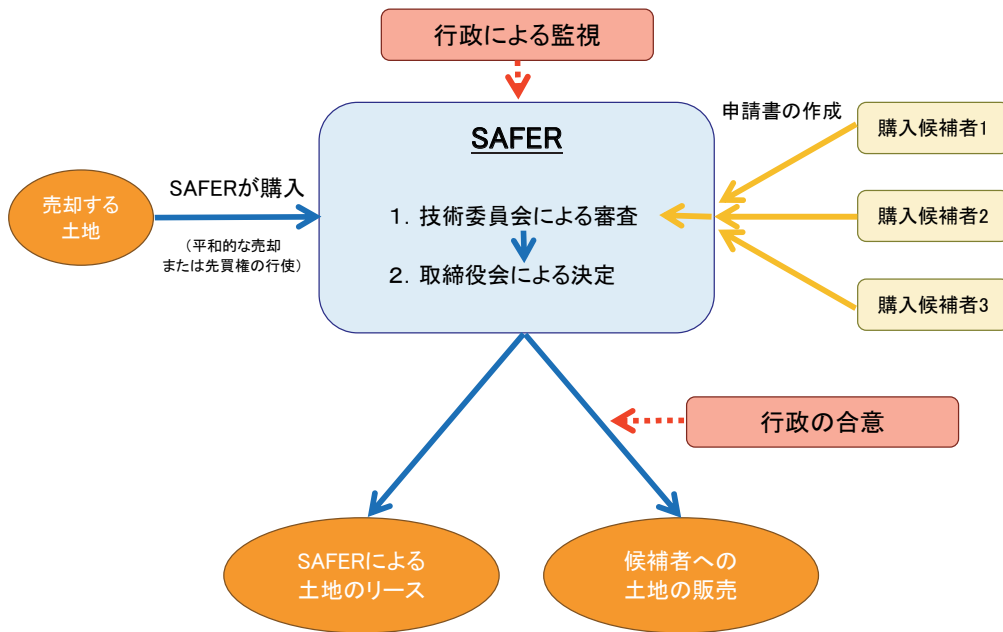 行政による監視
申請書の作成
購入候補者1
SAFER
SAFERが購入
売却する
土地
1. 技術委員会による審査
購入候補者2
（平和的な売却
または先買権の行使）
2. 取締役会による決定
購入候補者3
行政の合意
SAFERによる
土地のリース
候補者への
土地の販売